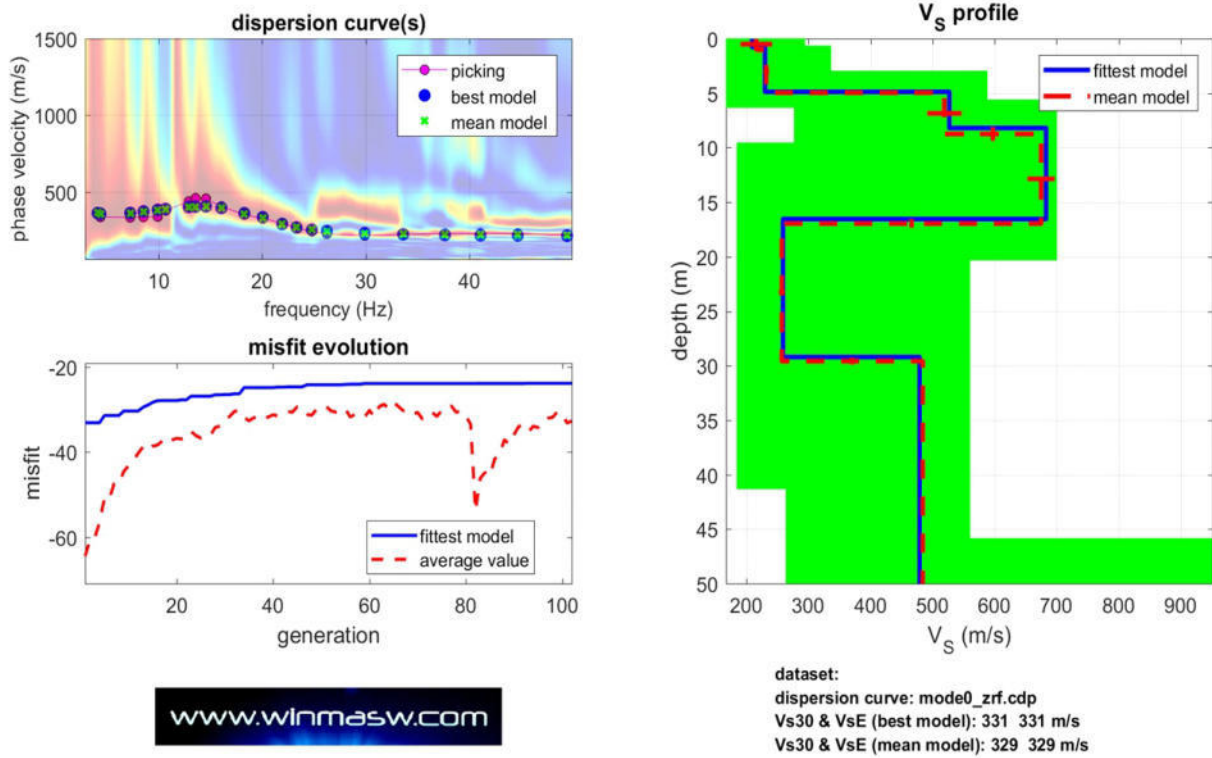 dispersion curve(s)
1500
1000
500
phase velocity (m/s)
picking
best model
mean model
10 20 30 40
frequency (Hz)
misfit evolution
-20
-40
-60
misfit
fittest model
average value
20 40 60 80 100
generation
www.winmasw.com
VS profile
0
5
10
15
20
25
30
35
40
45
50
depth (m)
fittest model
mean model
200 300 400 500 600 700 800 900
VS (m/s)
dataset:
dispersion curve: mode0_zrf.cdp
Vs30 & VsE (best model): 331 331 m/s
Vs30 & VsE (mean model): 329 329 m/s